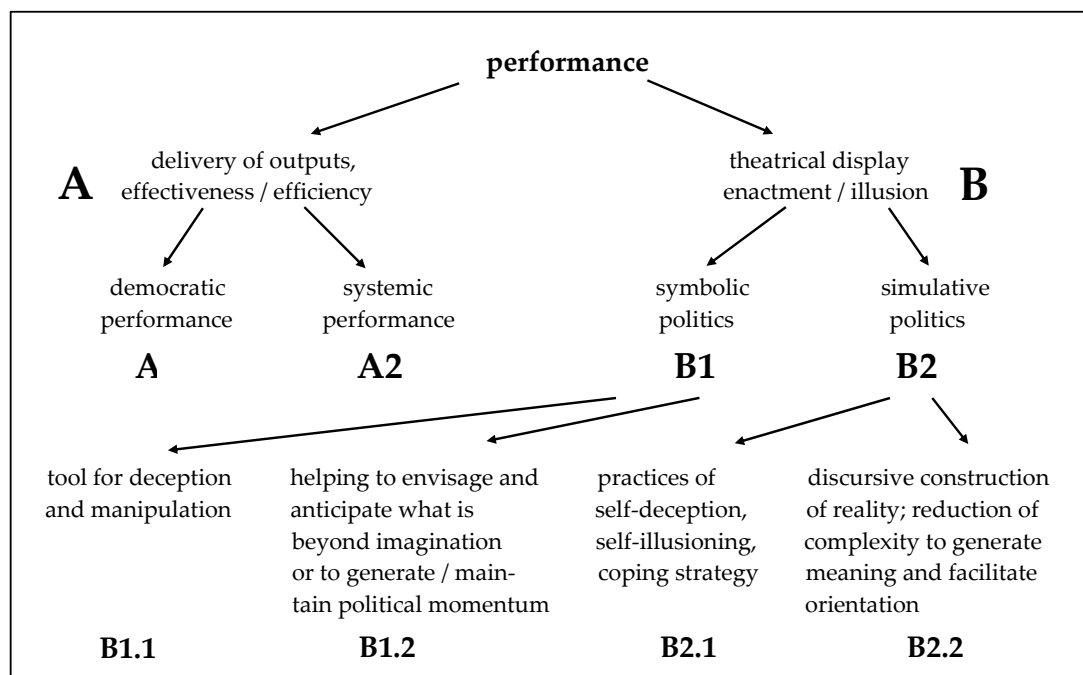 performance
delivery of outputs,
effectiveness / efficiency
A
theatrical display
enactment / illusion
B
democratic
performance
systemic
performance
symbolic
politics
simulative
politics
A
A2
B1
B2
tool for deception
and manipulation
helping to envisage and
anticipate what is
beyond imagination
or to generate / main-
tain political momentum
practices of
self-deception,
self-illusioning,
coping strategy
discursive construction
of reality; reduction of
complexity to generate
meaning and facilitate
orientation
B1.1
B1.2
B2.1
B2.2